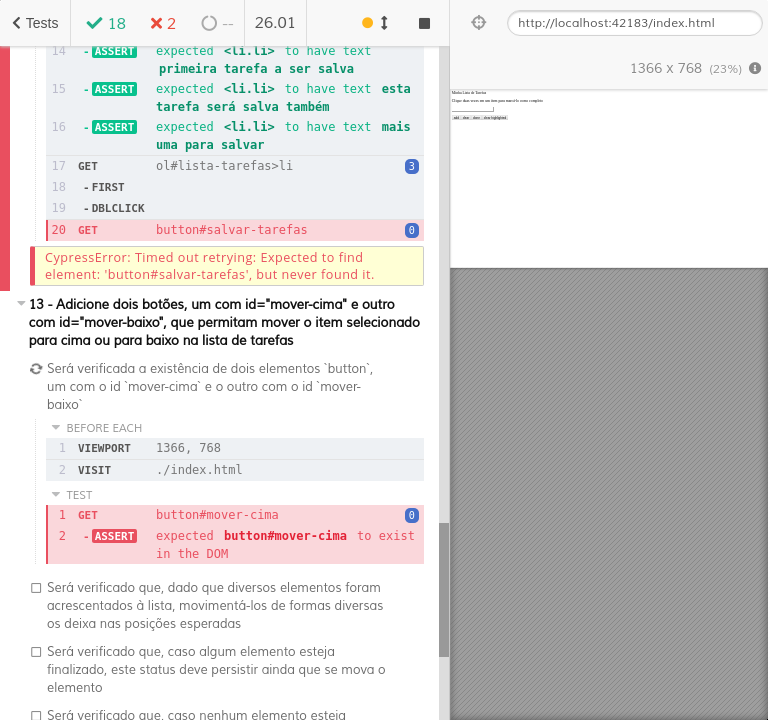 Tests 18 2 -- 26.01
http://localhost:42183/index.html
1366 x 768 (23%)
Minha Lista de Tarefas
14 -ASSERT expected <li.li> to have text
primeira tarefa a ser salva
15 -ASSERT expected <li.li> to have text esta
tarefa será salva também
16 -ASSERT expected <li.li> to have text mais
uma para salvar
17 GET ol#lista-tarefas>li 3
18 -FIRST
19 -DBLCLICK
20 GET button#salvar-tarefas 0
CypressError: Timed out retrying: Expected to find
element: 'button#salvar-tarefas', but never found it.
13 - Adicione dois botões, um com id="mover-cima" e outro
com id="mover-baixo", que permitam mover o item selecionado
para cima ou para baixo na lista de tarefas
Será verificada a existência de dois elementos `button`,
um com o id `mover-cima` e o outro com o id `mover-
baixo`
BEFORE EACH
1 VIEWPORT 1366, 768
2 VISIT ./index.html
TEST
1 GET button#mover-cima 0
2 -ASSERT expected button#mover-cima to exist
in the DOM
Será verificado que, dado que diversos elementos foram
acrescentados à lista, movimentá-los de formas diversas
os deixa nas posições esperadas
Será verificado que, caso algum elemento esteja
finalizado, este status deve persistir ainda que se mova o
elemento
Será verificado que, caso nenhum elemento esteja